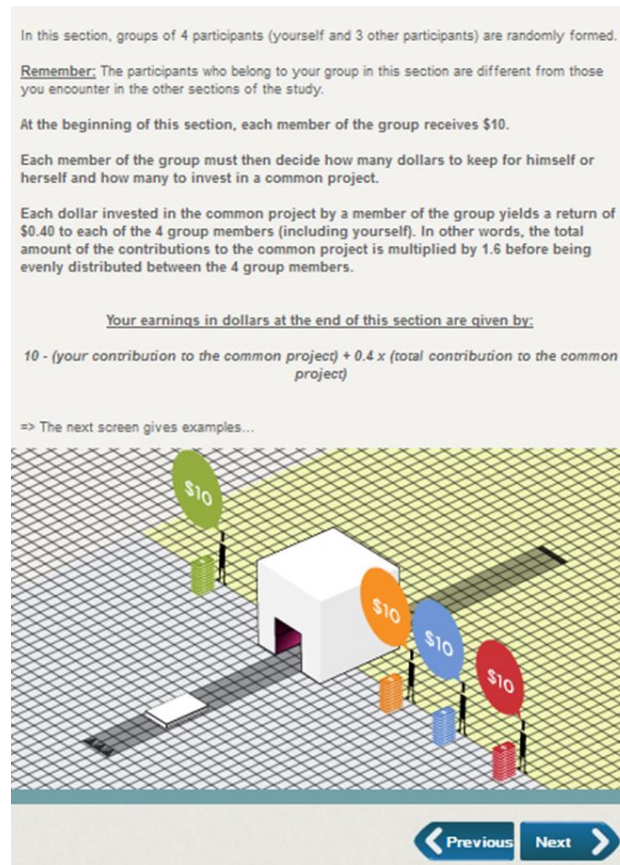 In this section, groups of 4 participants (yourself and 3 other participants) are randomly formed.
Remember: The participants who belong to your group in this section are different from those
you encounter in the other sections of the study.
At the beginning of this section, each member of the group receives $10.
Each member of the group must then decide how many dollars to keep for himself or
herself and how many to invest in a common project.
Each dollar invested in the common project by a member of the group yields a return of
$0.40 to each of the 4 group members (including yourself). In other words, the total
amount of the contributions to the common project is multiplied by 1.6 before being
evenly distributed between the 4 group members.
Your earnings in dollars at the end of this section are given by:
10 - (your contribution to the common project) + 0.4 x (total contribution to the common
project)
=> The next screen gives examples...
$10
$10
$10
$10
Previous
Next